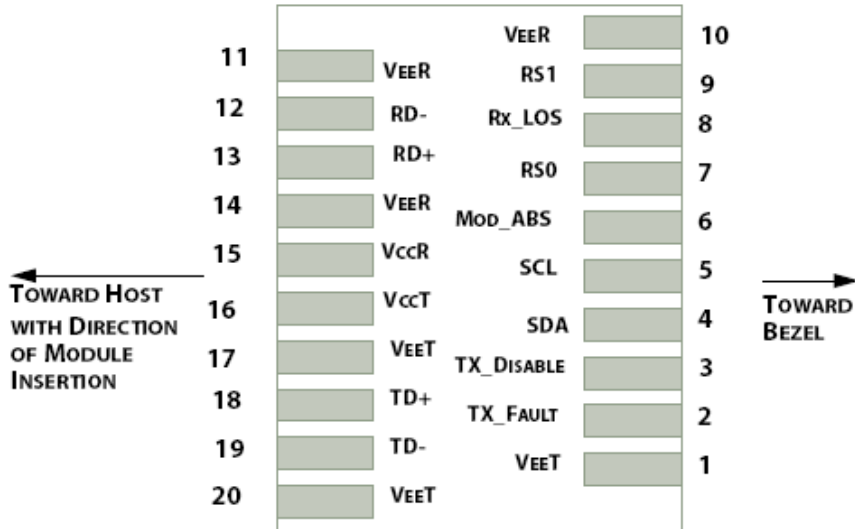 11
VEER
12
RD-
13
RD+
14
VEER
15
VCCR
16
VCCT
17
VEET
18
TD+
19
TD-
20
VEET
VEER
10
RS1
9
RX_LOS
8
RS0
7
MOD_ABS
6
SCL
5
SDA
4
TX_DISABLE
3
TX_FAULT
2
VEET
1
TOWARD HOST
WITH DIRECTION
OF MODULE
INSERTION
TOWARD
BEZEL